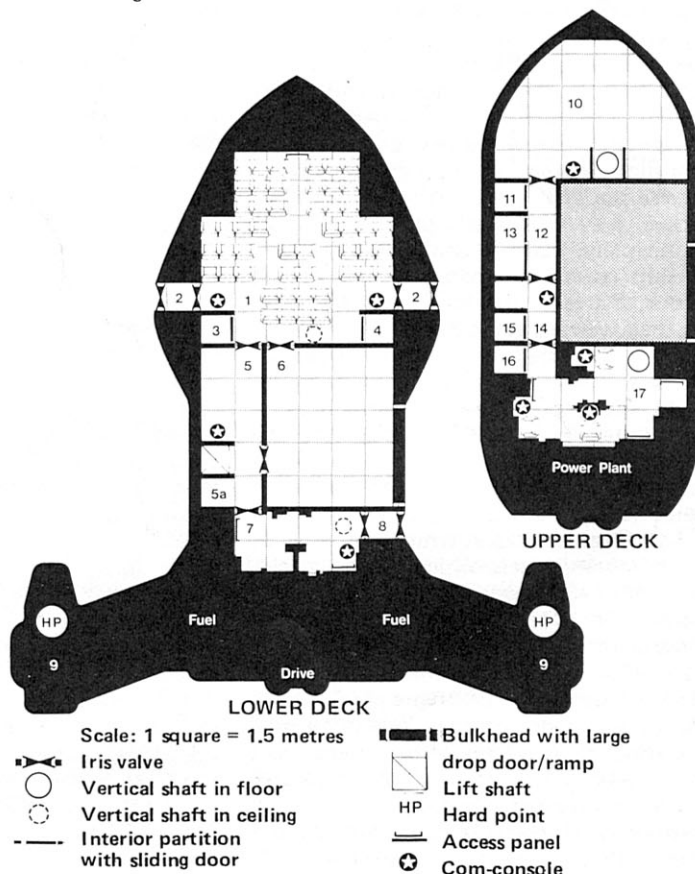 10
11
13
12
15
14
16
17
Power Plant
UPPER DECK
2
1
2
3
4
5
6
5a
7
8
HP
HP
9
Fuel
Fuel
9
Drive
LOWER DECK
Scale: 1 square = 1.5 metres
Iris valve
Vertical shaft in floor
Vertical shaft in ceiling
Interior partition
with sliding door
Bulkhead with large
drop door/ramp
Lift shaft
HP
Hard point
Access panel
Com-console